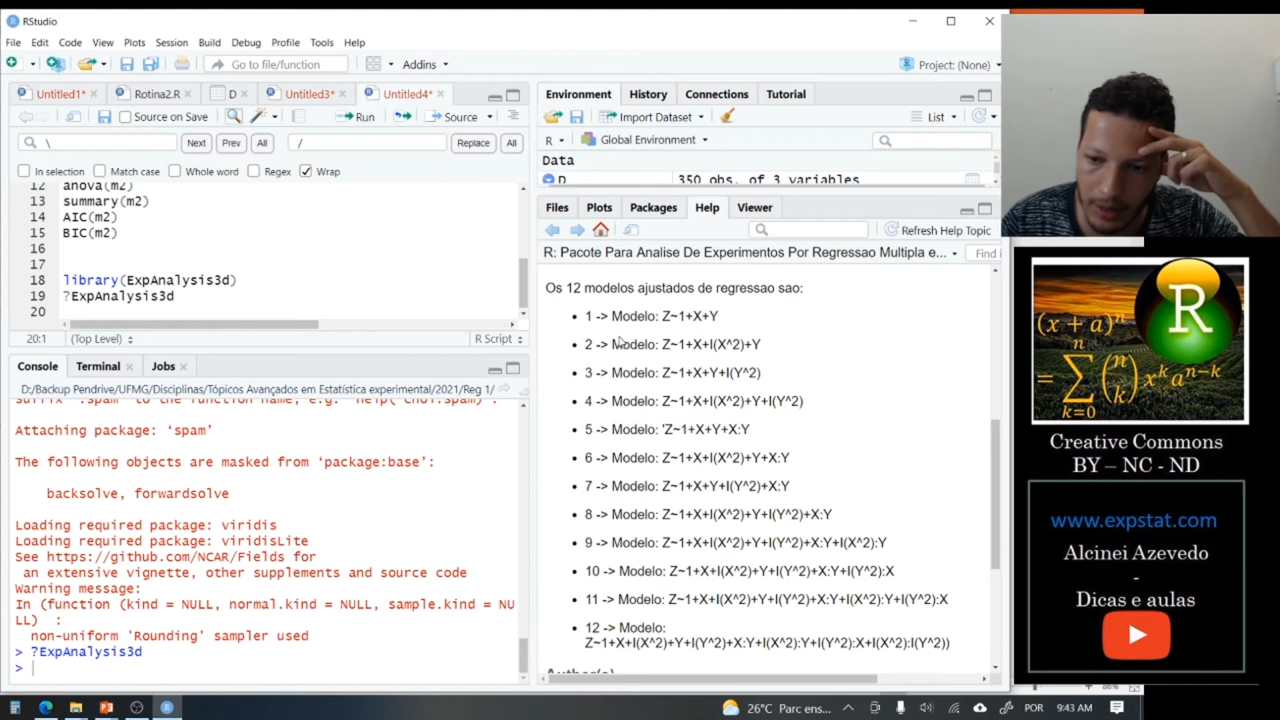 RStudio
File Edit Code View Plots Session Build Debug Profile Tools Help
Go to file/function
Addins
Project: (None)
Untitled1*
Rotina2.R
D
Untitled3*
Untitled4*
Source on Save
Run
Source
\
Next
Prev
All
/
Replace
All
In selection
Match case
Whole word
Regex
Wrap
12 anova(m2)
13 summary(m2)
14 AIC(m2)
15 BIC(m2)
16
17
18 library(ExpAnalysis3d)
19 ?ExpAnalysis3d
20
20:1 (Top Level) R Script
Console Terminal Jobs
D:/Backup Pendrive/UFMG/Disciplinas/Tópicos Avançados em Estatística experimental/2021/Reg 1/
Attaching package: ‘spam’
The following objects are masked from ‘package:base’:
backsolve, forwardsolve
Loading required package: viridis
Loading required package: viridisLite
See https://github.com/NCAR/Fields for
an extensive vignette, other supplements and source code
Warning message:
In (function (kind = NULL, normal.kind = NULL, sample.kind = NU
LL) :
non-uniform 'Rounding' sampler used
> ?ExpAnalysis3d
>
Environment History Connections Tutorial
Import Dataset
List
R
Global Environment
Data
D 350 obs. of 3 variables
Files Plots Packages Help Viewer
Refresh Help Topic
R: Pacote Para Analise De Experimentos Por Regressao Multipla e...
Find i
Os 12 modelos ajustados de regressao sao:
• 1 -> Modelo: Z~1+X+Y
• 2 -> Modelo: Z~1+X+I(X^2)+Y
• 3 -> Modelo: Z~1+X+Y+I(Y^2)
• 4 -> Modelo: Z~1+X+I(X^2)+Y+I(Y^2)
• 5 -> Modelo: 'Z~1+X+Y+X:Y
• 6 -> Modelo: Z~1+X+I(X^2)+Y+X:Y
• 7 -> Modelo: Z~1+X+Y+I(Y^2)+X:Y
• 8 -> Modelo: Z~1+X+I(X^2)+Y+I(Y^2)+X:Y
• 9 -> Modelo: Z~1+X+I(X^2)+Y+I(Y^2)+X:Y+I(X^2):Y
• 10 -> Modelo: Z~1+X+I(X^2)+Y+I(Y^2)+X:Y+I(Y^2):X
• 11 -> Modelo: Z~1+X+I(X^2)+Y+I(Y^2)+X:Y+I(X^2):Y+I(Y^2):X
• 12 -> Modelo:
Z~1+X+I(X^2)+Y+I(Y^2)+X:Y+I(X^2):Y+I(Y^2):X+I(X^2):I(Y^2))
(x + a)^n
= ∑ (n k) x^k a^(n−k)
n
k=0
R
Creative Commons
BY – NC - ND
www.expstat.com
Alcinei Azevedo
-
Dicas e aulas
26°C Parc ens...
POR
9:43 AM